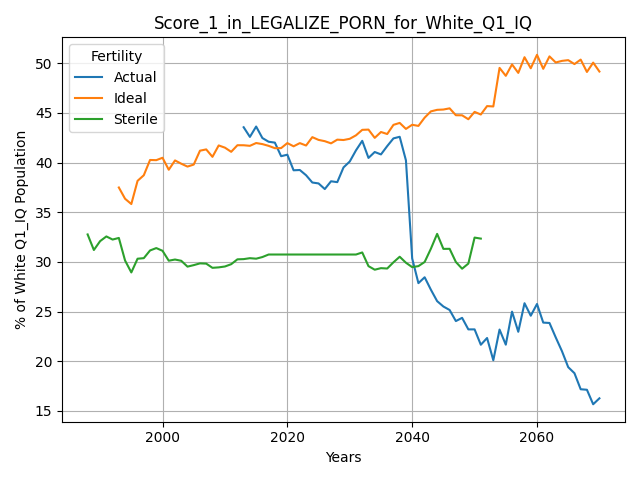 Score_1_in_LEGALIZE_PORN_for_White_Q1_IQ
Fertility
Actual
Ideal
Sterile
% of White Q1_IQ Population
50
45
40
35
30
25
20
15
2000
2020
2040
2060
Years